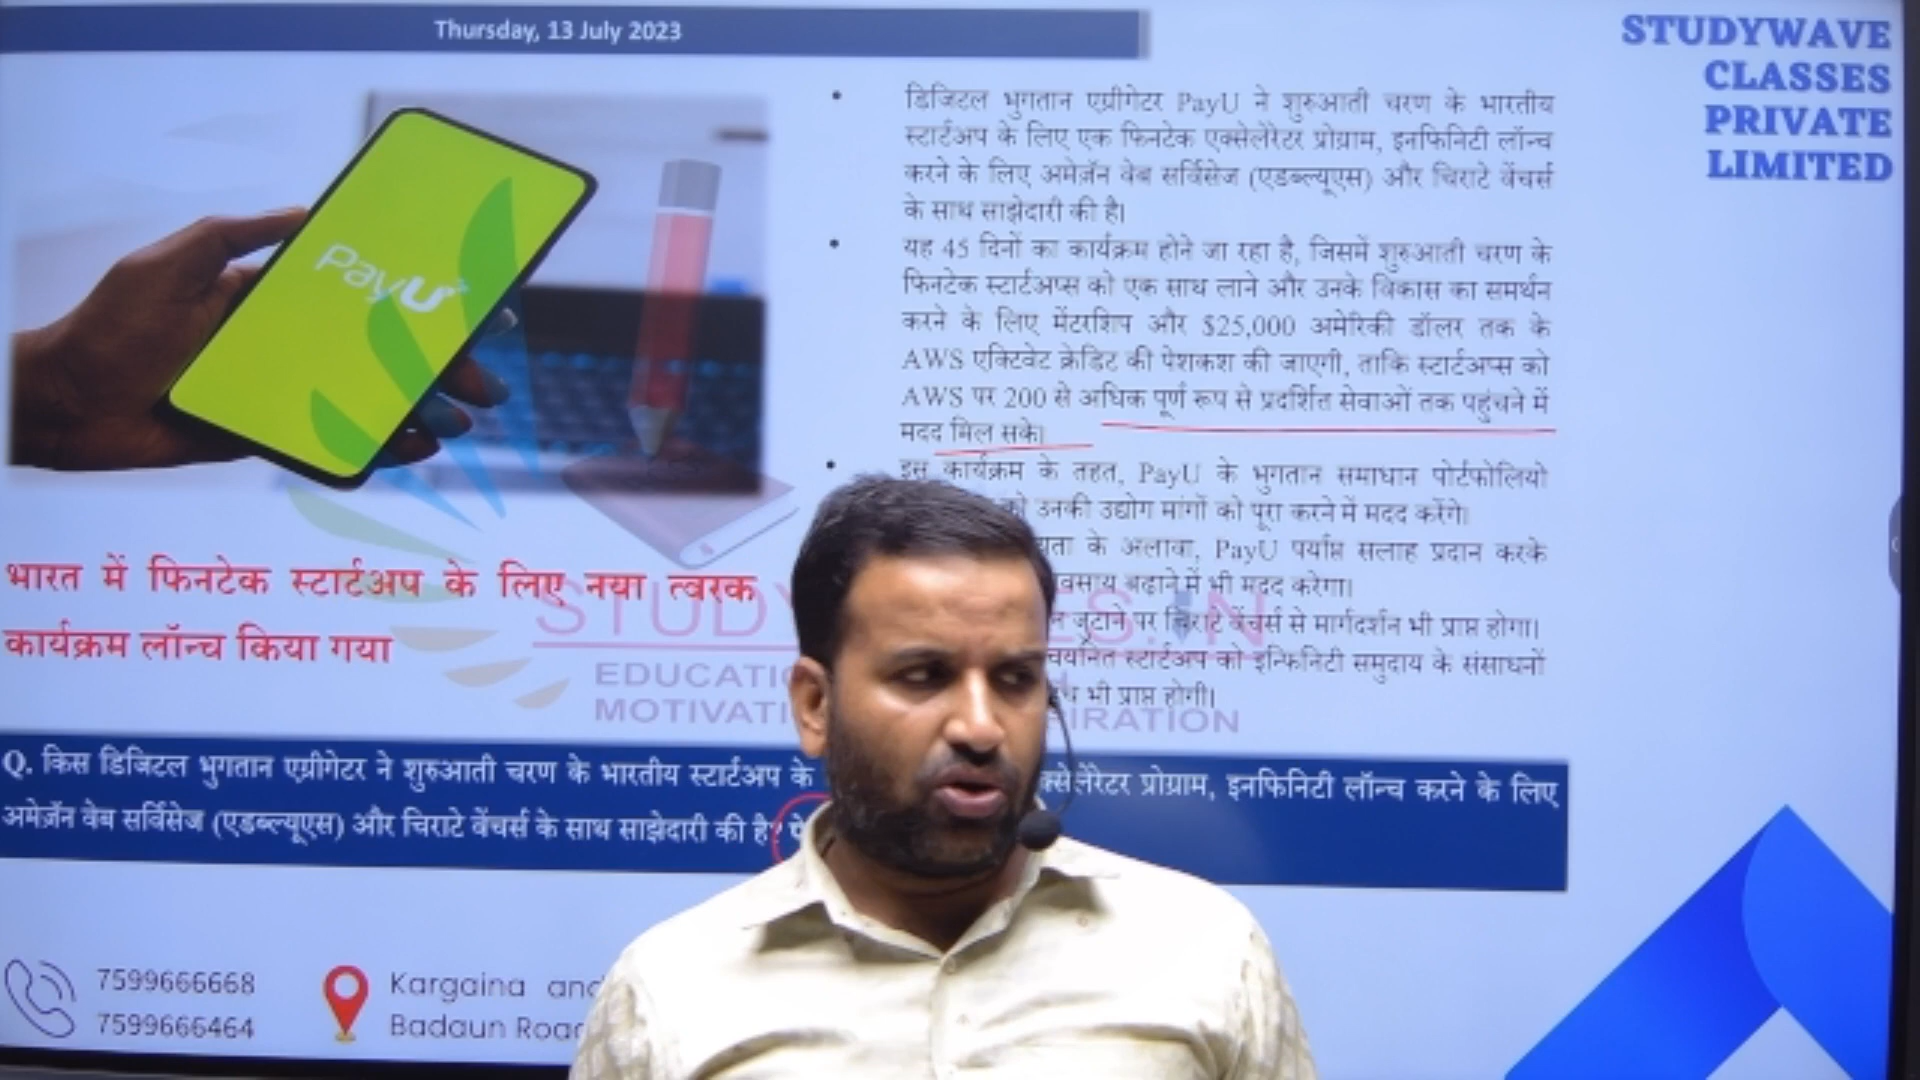 Thursday, 13 July 2023
STUDYWAVE
CLASSES
PRIVATE
LIMITED
PayU
• डिजिटल भुगतान एग्रीगेटर PayU ने शुरुआती चरण के भारतीय
स्टार्टअप के लिए एक फिनटेक एक्सेलेरेटर प्रोग्राम, इनफिनिटी लॉन्च
करने के लिए अमेज़ॅन वेब सर्विसेज (एडब्ल्यूएस) और चिराटे वेंचर्स
के साथ साझेदारी की है।
• यह 45 दिनों का कार्यक्रम होने जा रहा है, जिसमें शुरुआती चरण के
फिनटेक स्टार्टअप्स को एक साथ लाने और उनके विकास का समर्थन
करने के लिए मेंटरशिप और $25,000 अमेरिकी डॉलर तक के
AWS एक्टिवेट क्रेडिट की पेशकश की जाएगी, ताकि स्टार्टअप्स को
AWS पर 200 से अधिक पूर्ण रूप से प्रदर्शित सेवाओं तक पहुंचने में
मदद मिल सके।
• इस कार्यक्रम के तहत, PayU के भुगतान समाधान पोर्टफोलियो
को उनकी उद्योग मांगों को पूरा करने में मदद करेंगे।
के अलावा, PayU पर्याप्त सलाह प्रदान करके
बढाने में भी मदद करेगा।
जुटाने पर चिराटे वेंचर्स से मार्गदर्शन भी प्राप्त होगा।
चयनित स्टार्टअप को इन्फिनिटी समुदाय के संसाधनों
भी प्राप्त होगी।
भारत में फिनटेक स्टार्टअप के लिए नया त्वरक
कार्यक्रम लॉन्च किया गया
STUDY
.IN
EDUCATI
MOTIVATI
PIRATION
Q. किस डिजिटल भुगतान एग्रीगेटर ने शुरुआती चरण के भारतीय स्टार्टअप के क्सेलेरेटर प्रोग्राम, इनफिनिटी लॉन्च करने के लिए
अमेज़ॅन वेब सर्विसेज (एडब्ल्यूएस) और चिराटे वेंचर्स के साथ साझेदारी की है? पे
7599666668
7599666464
Kargaina and
Badaun Road